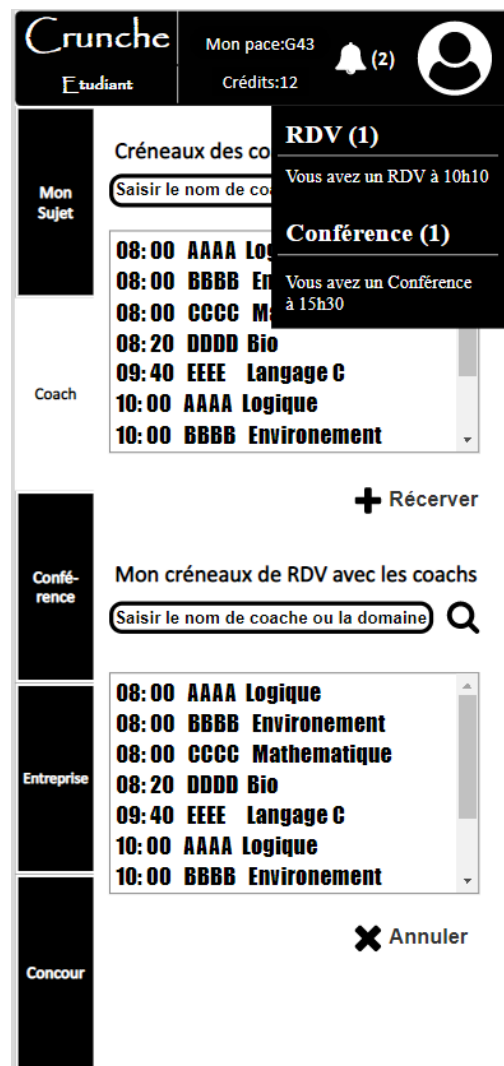 Crunche
Etudiant
Mon pace:G43
Crédits:12
(2)
RDV (1)
Vous avez un RDV à 10h10
Conférence (1)
Vous avez un Conférence
à 15h30
Mon
Sujet
Coach
Confé-
rence
Entreprise
Concour
Créneaux des co
Saisir le nom de coa
08:00 AAAA Log
08:00 BBBB En
08:00 CCCC Ma
08:20 DDDD Bio
09:40 EEEE Langage C
10:00 AAAA Logique
10:00 BBBB Environement
Récerver
Mon créneaux de RDV avec les coachs
Saisir le nom de coache ou la domaine
08:00 AAAA Logique
08:00 BBBB Environement
08:00 CCCC Mathematique
08:20 DDDD Bio
09:40 EEEE Langage C
10:00 AAAA Logique
10:00 BBBB Environement
Annuler